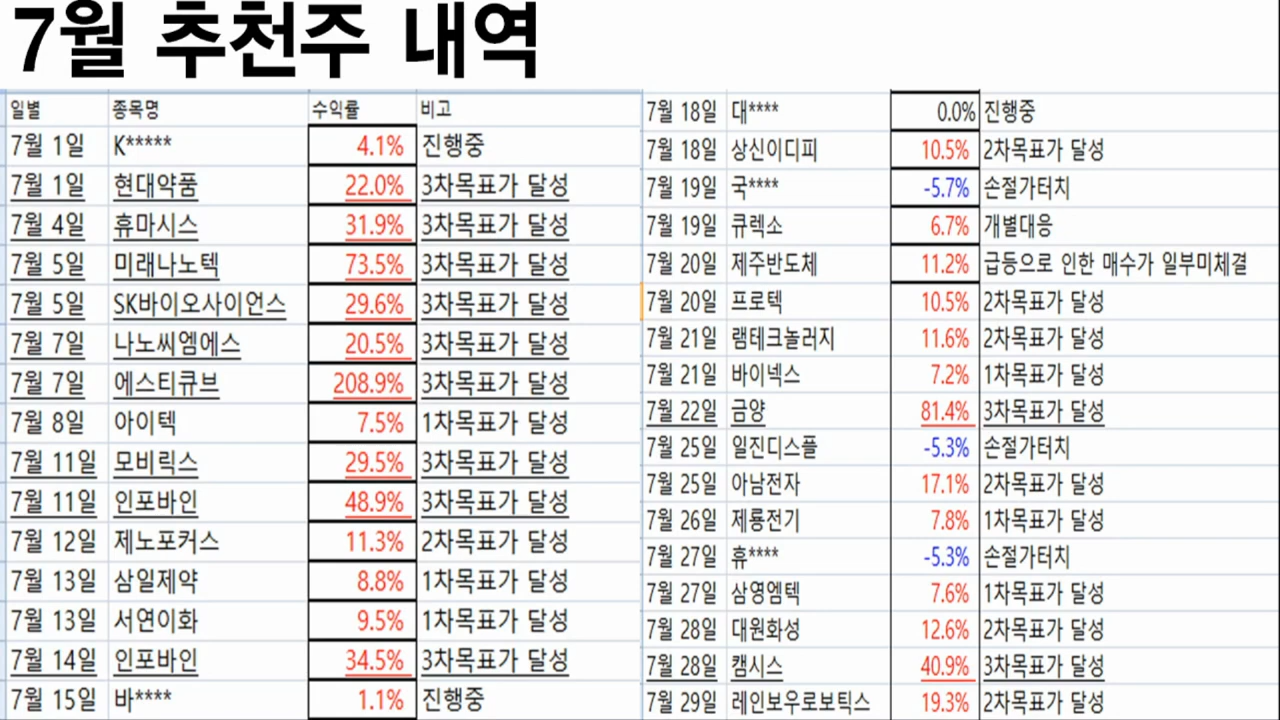 7월 추천주 내역
일별 종목명 수익률 비고
7월 1일 K***** 4.1% 진행중
7월 1일 현대약품 22.0% 3차목표가 달성
7월 4일 휴마시스 31.9% 3차목표가 달성
7월 5일 미래나노텍 73.5% 3차목표가 달성
7월 5일 SK바이오사이언스 29.6% 3차목표가 달성
7월 7일 나노씨엠에스 20.5% 3차목표가 달성
7월 7일 에스티큐브 208.9% 3차목표가 달성
7월 8일 아이텍 7.5% 1차목표가 달성
7월 11일 모비릭스 29.5% 3차목표가 달성
7월 11일 인포바인 48.9% 3차목표가 달성
7월 12일 제노포커스 11.3% 2차목표가 달성
7월 13일 삼일제약 8.8% 1차목표가 달성
7월 13일 서연이화 9.5% 1차목표가 달성
7월 14일 인포바인 34.5% 3차목표가 달성
7월 15일 바**** 1.1% 진행중
7월 18일 대**** 0.0% 진행중
7월 18일 상신이디피 10.5% 2차목표가 달성
7월 19일 국**** -5.7% 손절가터치
7월 19일 큐렉소 6.7% 개별대응
7월 20일 제주반도체 11.2% 급등으로 인한 매수가 일부미체결
7월 20일 프로텍 10.5% 2차목표가 달성
7월 21일 램테크놀러지 11.6% 2차목표가 달성
7월 21일 바이넥스 7.2% 1차목표가 달성
7월 22일 금양 81.4% 3차목표가 달성
7월 25일 일진디스플 -5.3% 손절가터치
7월 25일 아남전자 17.1% 2차목표가 달성
7월 26일 제룡전기 7.8% 1차목표가 달성
7월 27일 휴**** -5.3% 손절가터치
7월 27일 삼영엠텍 7.6% 1차목표가 달성
7월 28일 대원화성 12.6% 2차목표가 달성
7월 28일 캠시스 40.9% 3차목표가 달성
7월 29일 레인보우로보틱스 19.3% 2차목표가 달성